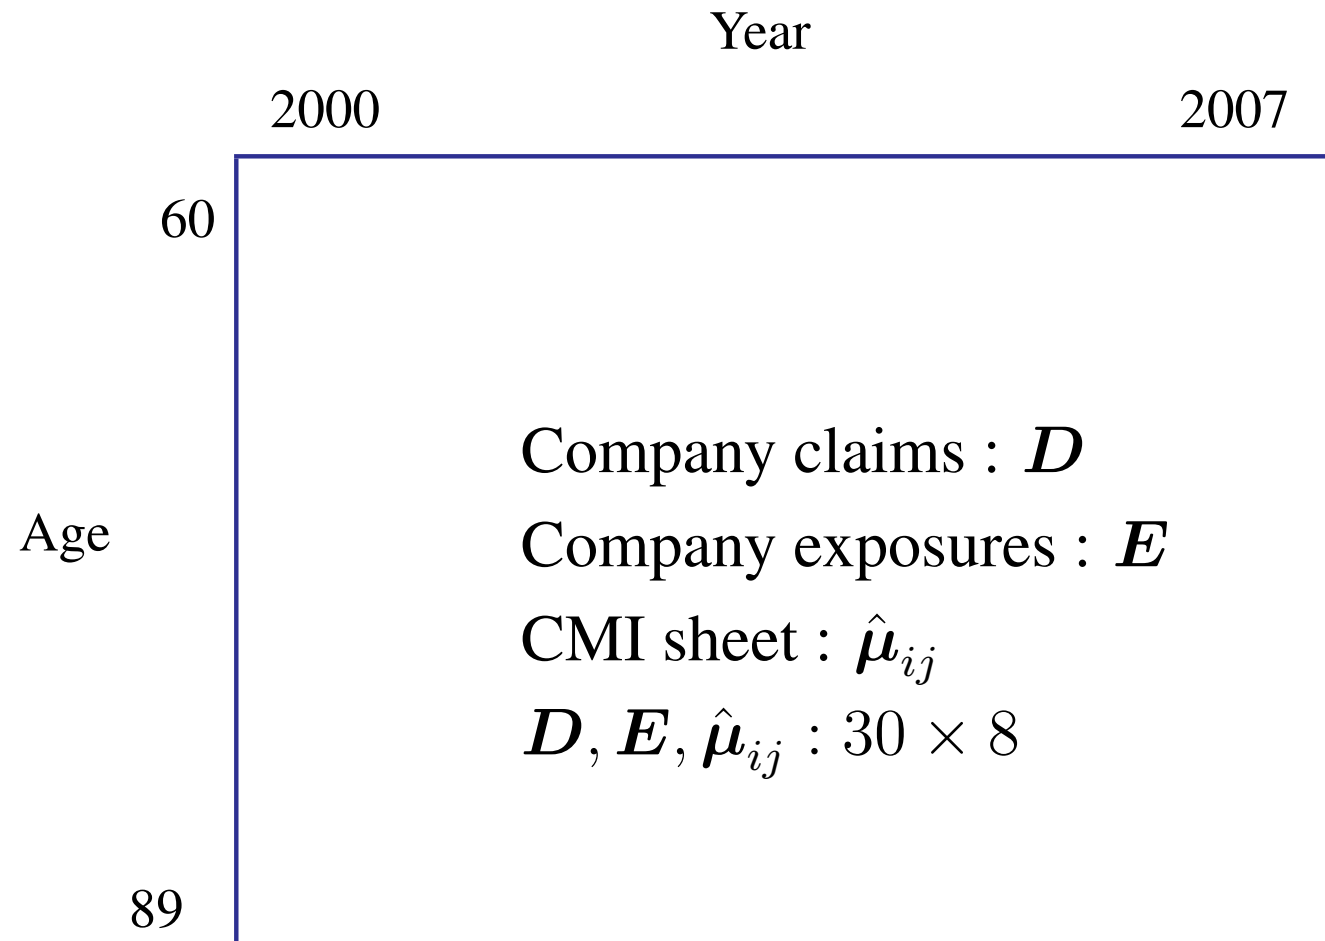 Year
2000 2007
60
Company claims : D
Company exposures : E
Age
CMI sheet : μ̂ij
D, E, μ̂ij : 30 × 8
89